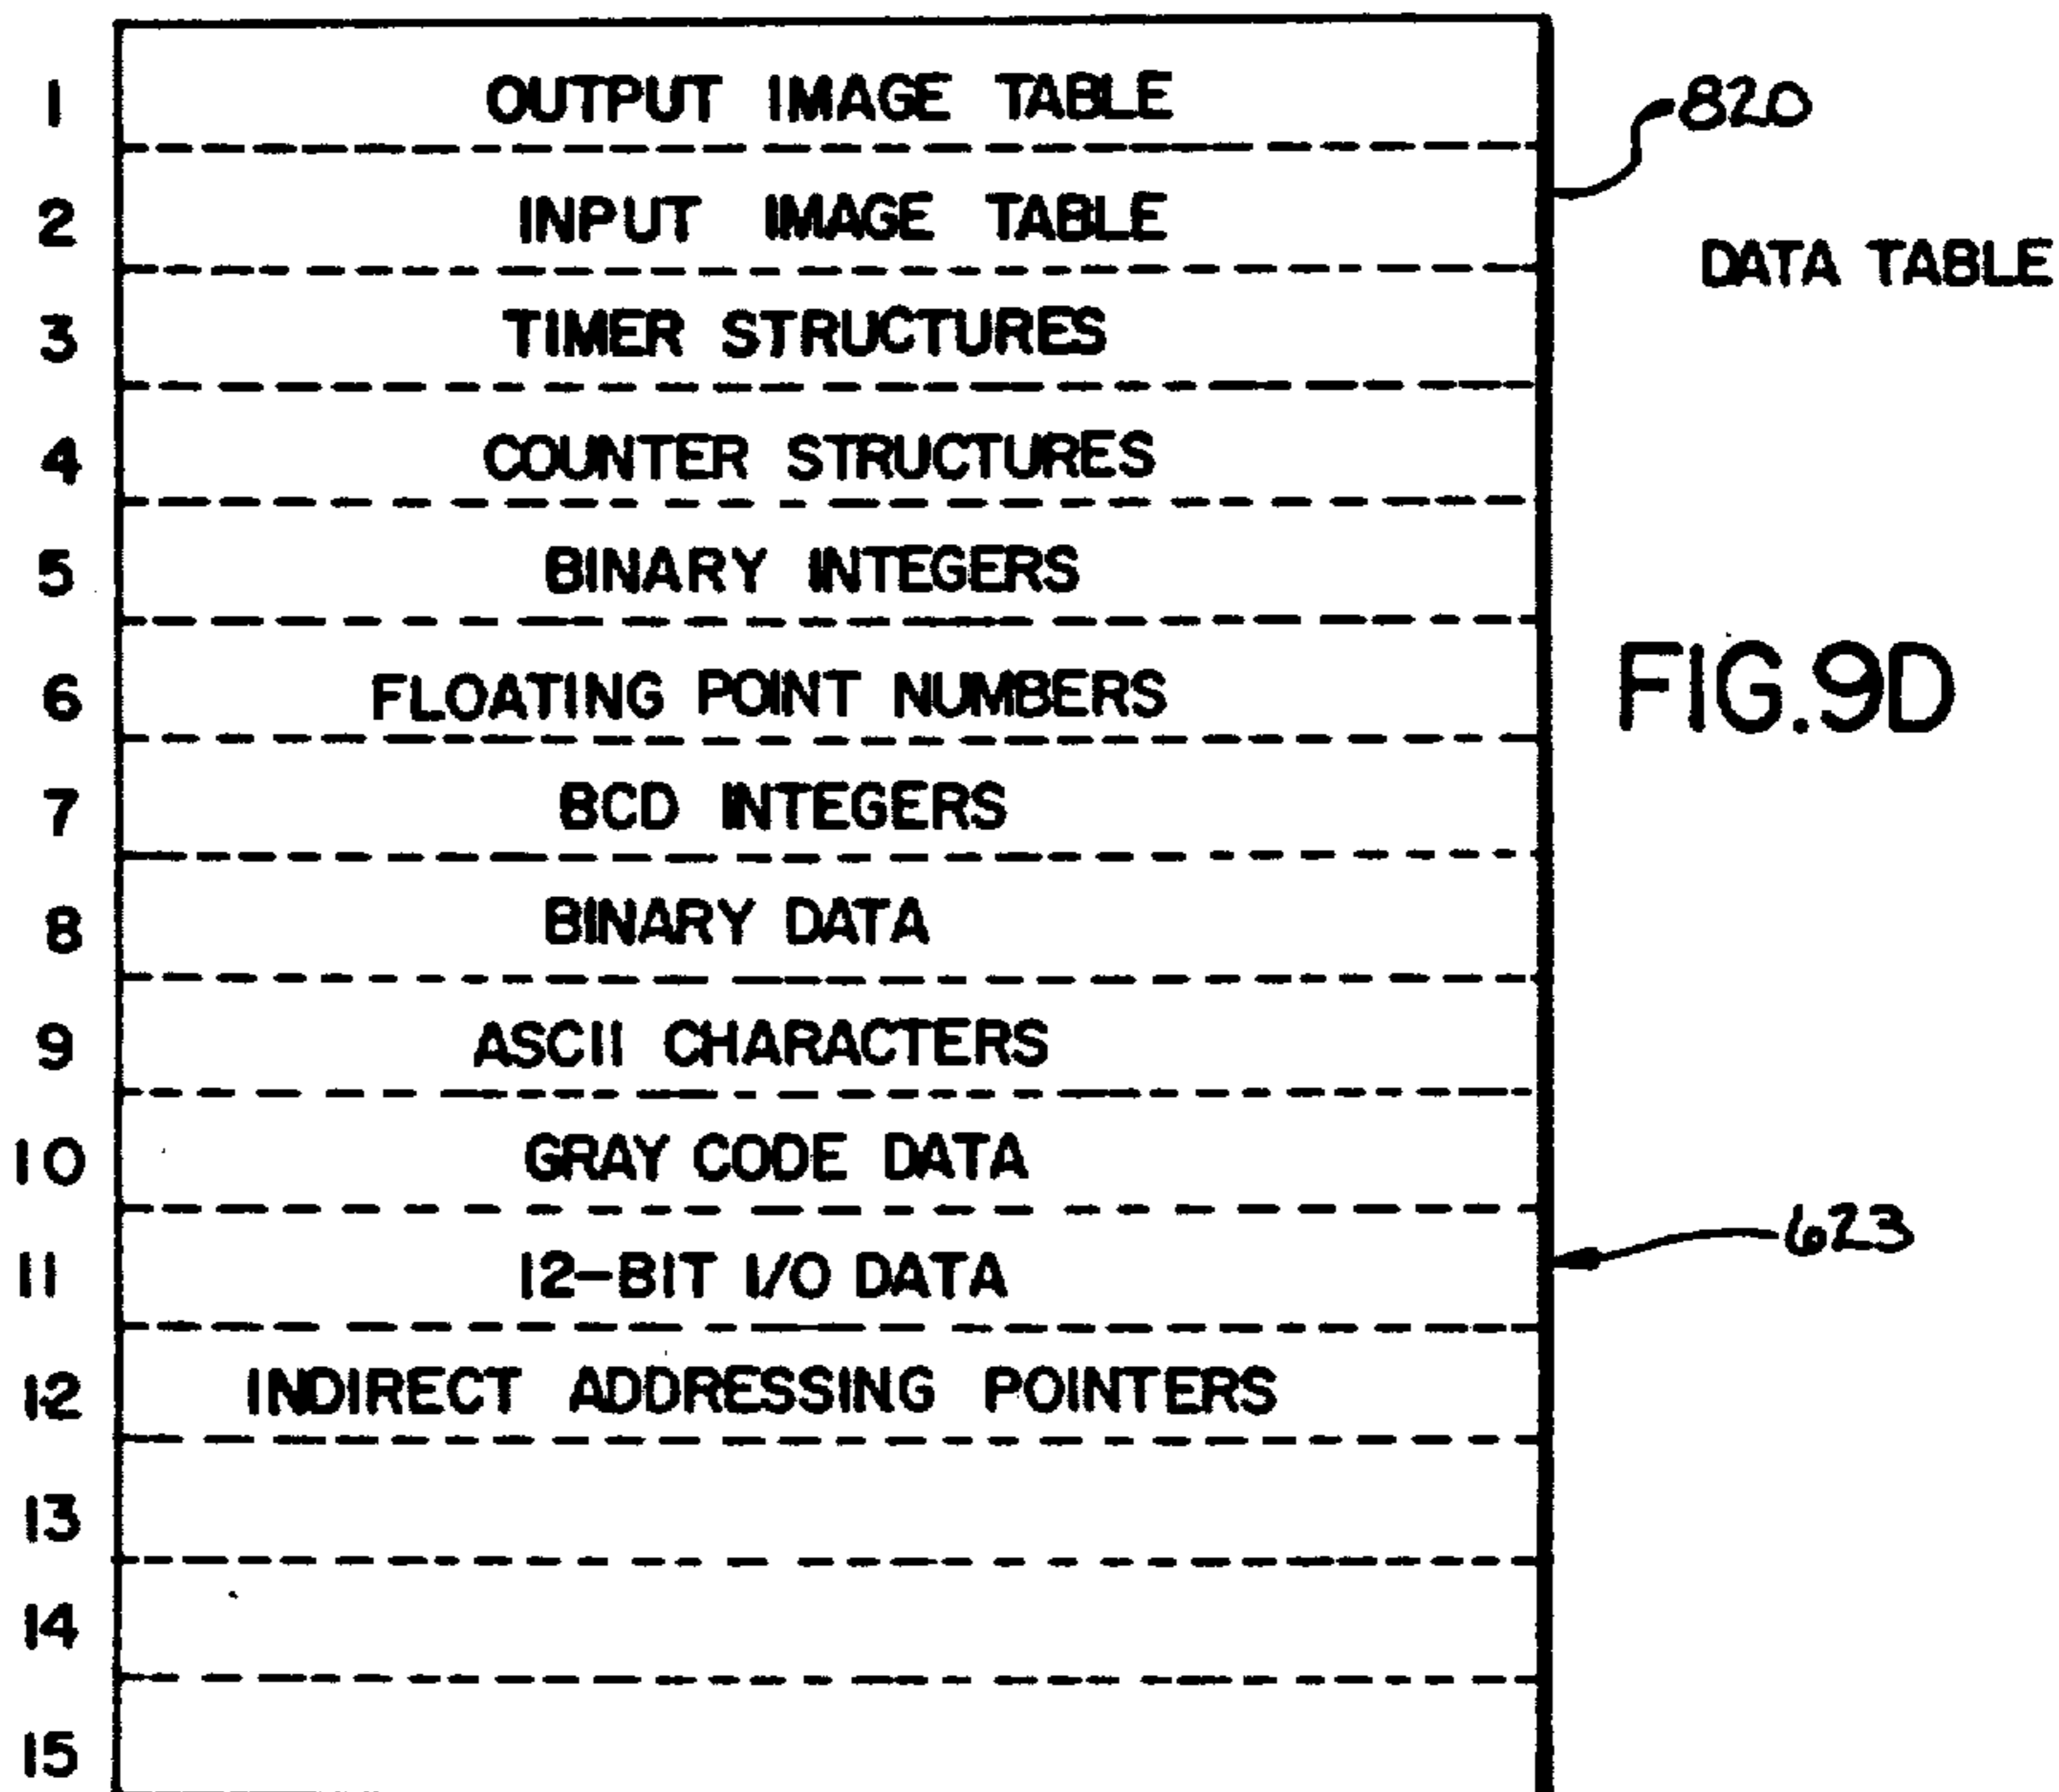 1 OUTPUT IMAGE TABLE
820
2 INPUT IMAGE TABLE
DATA TABLE
3 TIMER STRUCTURES
4 COUNTER STRUCTURES
5 BINARY INTEGERS
6 FLOATING POINT NUMBERS
FIG.9D
7 BCD INTEGERS
8 BINARY DATA
9 ASCII CHARACTERS
10 GRAY CODE DATA
623
11 12-BIT I/O DATA
12 INDIRECT ADDRESSING POINTERS
13
14
15